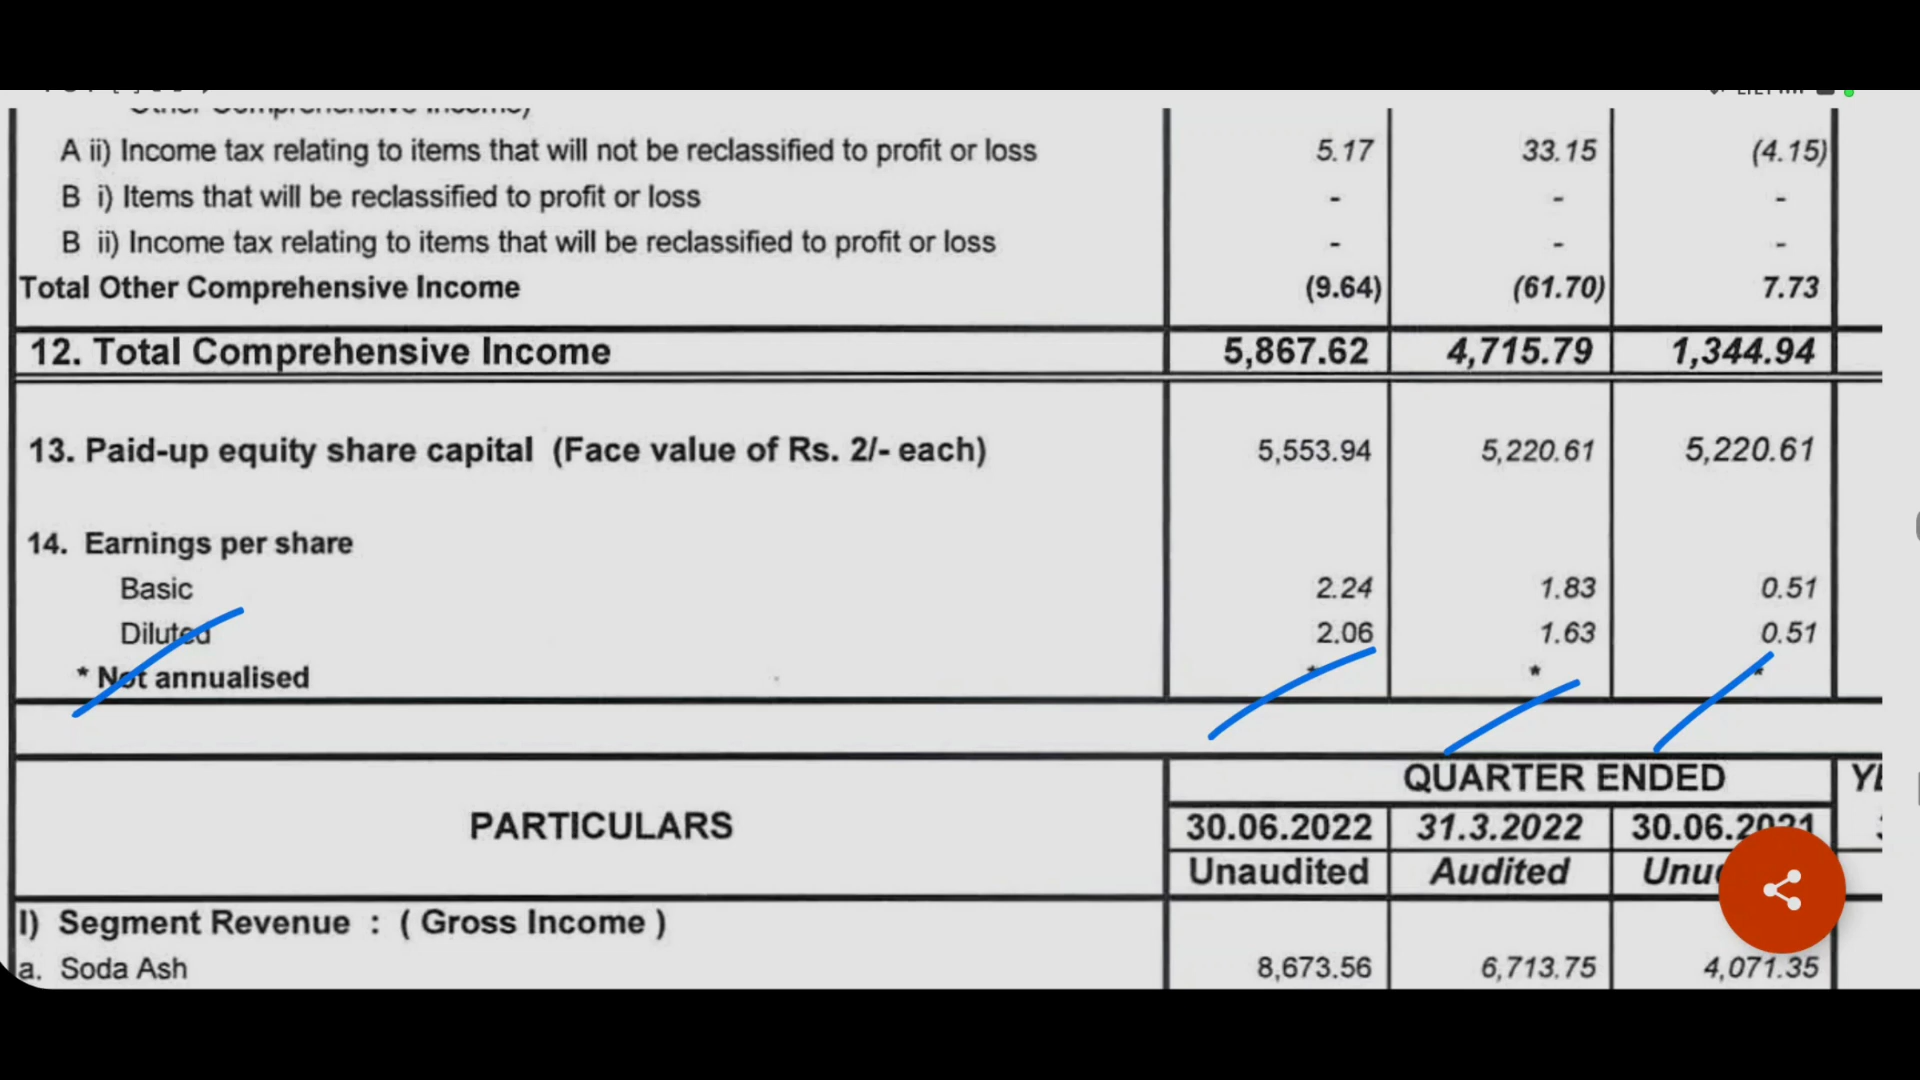 Other Comprehensive Income)
A ii) Income tax relating to items that will not be reclassified to profit or loss 5.17 33.15 (4.15)
B i) Items that will be reclassified to profit or loss - - -
B ii) Income tax relating to items that will be reclassified to profit or loss - - -
Total Other Comprehensive Income (9.64) (61.70) 7.73
12. Total Comprehensive Income 5,867.62 4,715.79 1,344.94
13. Paid-up equity share capital (Face value of Rs. 2/- each) 5,553.94 5,220.61 5,220.61
14. Earnings per share
Basic 2.24 1.83 0.51
Diluted 2.06 1.63 0.51
* Not annualised * * *
QUARTER ENDED
PARTICULARS 30.06.2022 31.3.2022 30.06.2021
Unaudited Audited
I) Segment Revenue : ( Gross Income )
a. Soda Ash 8,673.56 6,713.75 4,071.35